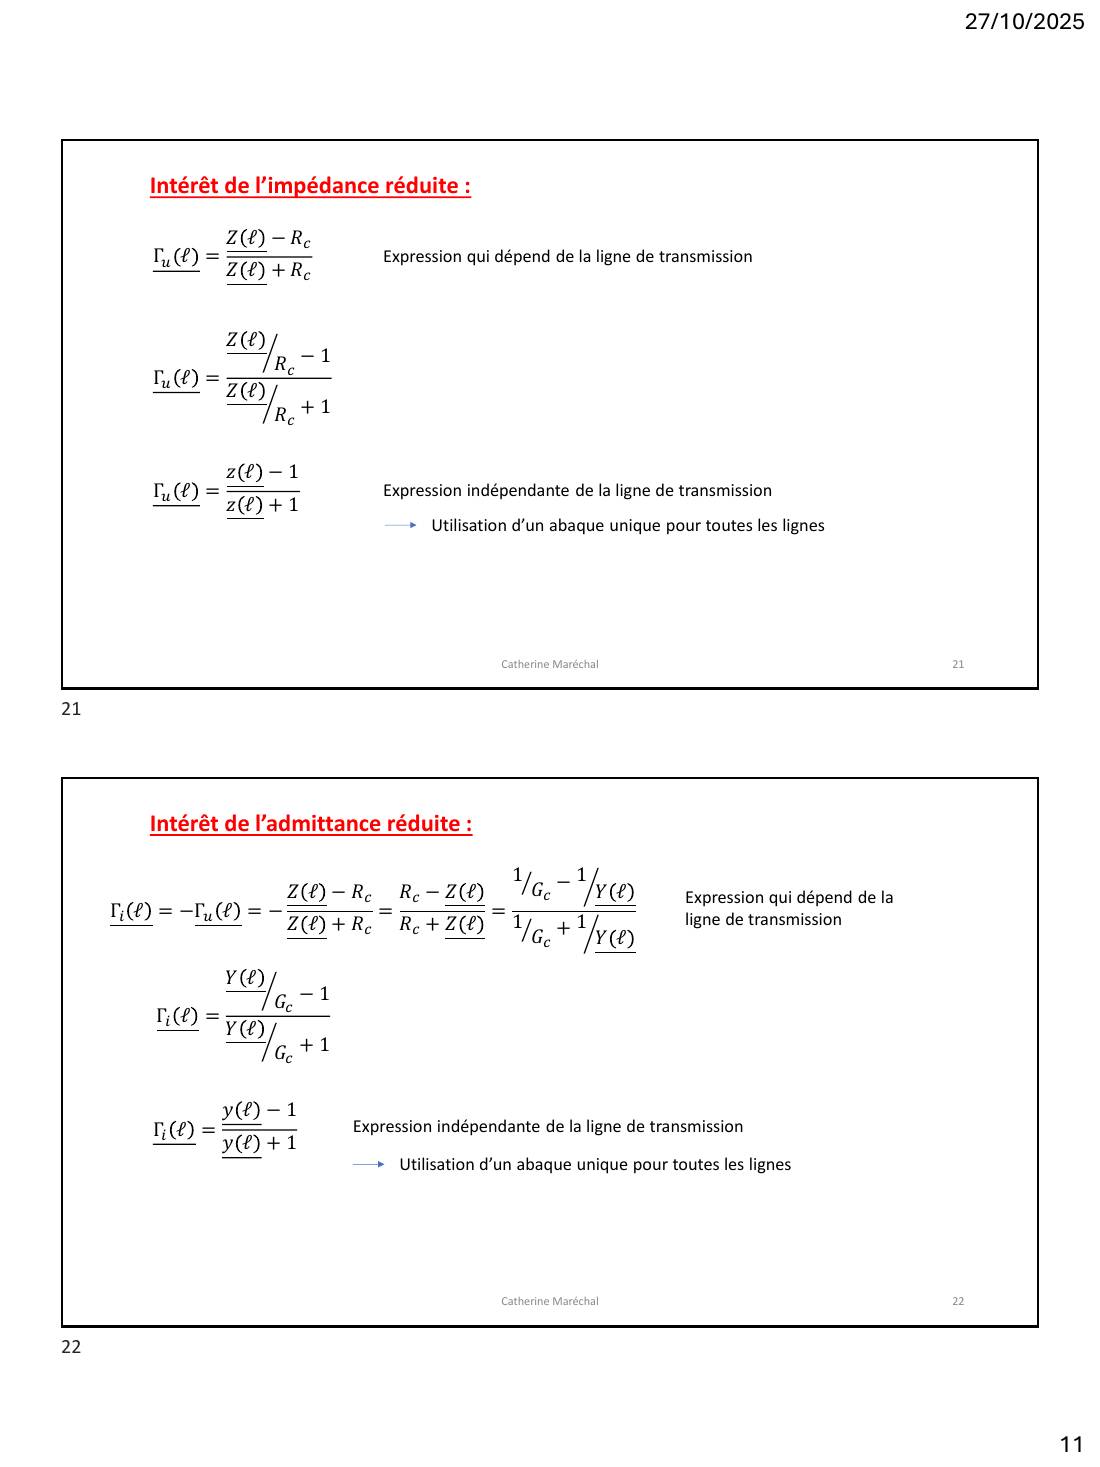 27/10/2025
Intérêt de l'impédance réduite :
Γu(ℓ) = (Z(ℓ) − Rc) / (Z(ℓ) + Rc) Expression qui dépend de la ligne de transmission
Γu(ℓ) = (Z(ℓ)/Rc − 1) / (Z(ℓ)/Rc + 1)
Γu(ℓ) = (z(ℓ) − 1) / (z(ℓ) + 1) Expression indépendante de la ligne de transmission
Utilisation d'un abaque unique pour toutes les lignes
Catherine Maréchal 21
21
Intérêt de l'admittance réduite :
Γi(ℓ) = −Γu(ℓ) = − (Z(ℓ) − Rc) / (Z(ℓ) + Rc) = (Rc − Z(ℓ)) / (Rc + Z(ℓ)) = (1/Gc − 1/Y(ℓ)) / (1/Gc + 1/Y(ℓ)) Expression qui dépend de la
ligne de transmission
Γi(ℓ) = (Y(ℓ)/Gc − 1) / (Y(ℓ)/Gc + 1)
Γi(ℓ) = (y(ℓ) − 1) / (y(ℓ) + 1) Expression indépendante de la ligne de transmission
Utilisation d'un abaque unique pour toutes les lignes
Catherine Maréchal 22
22
11